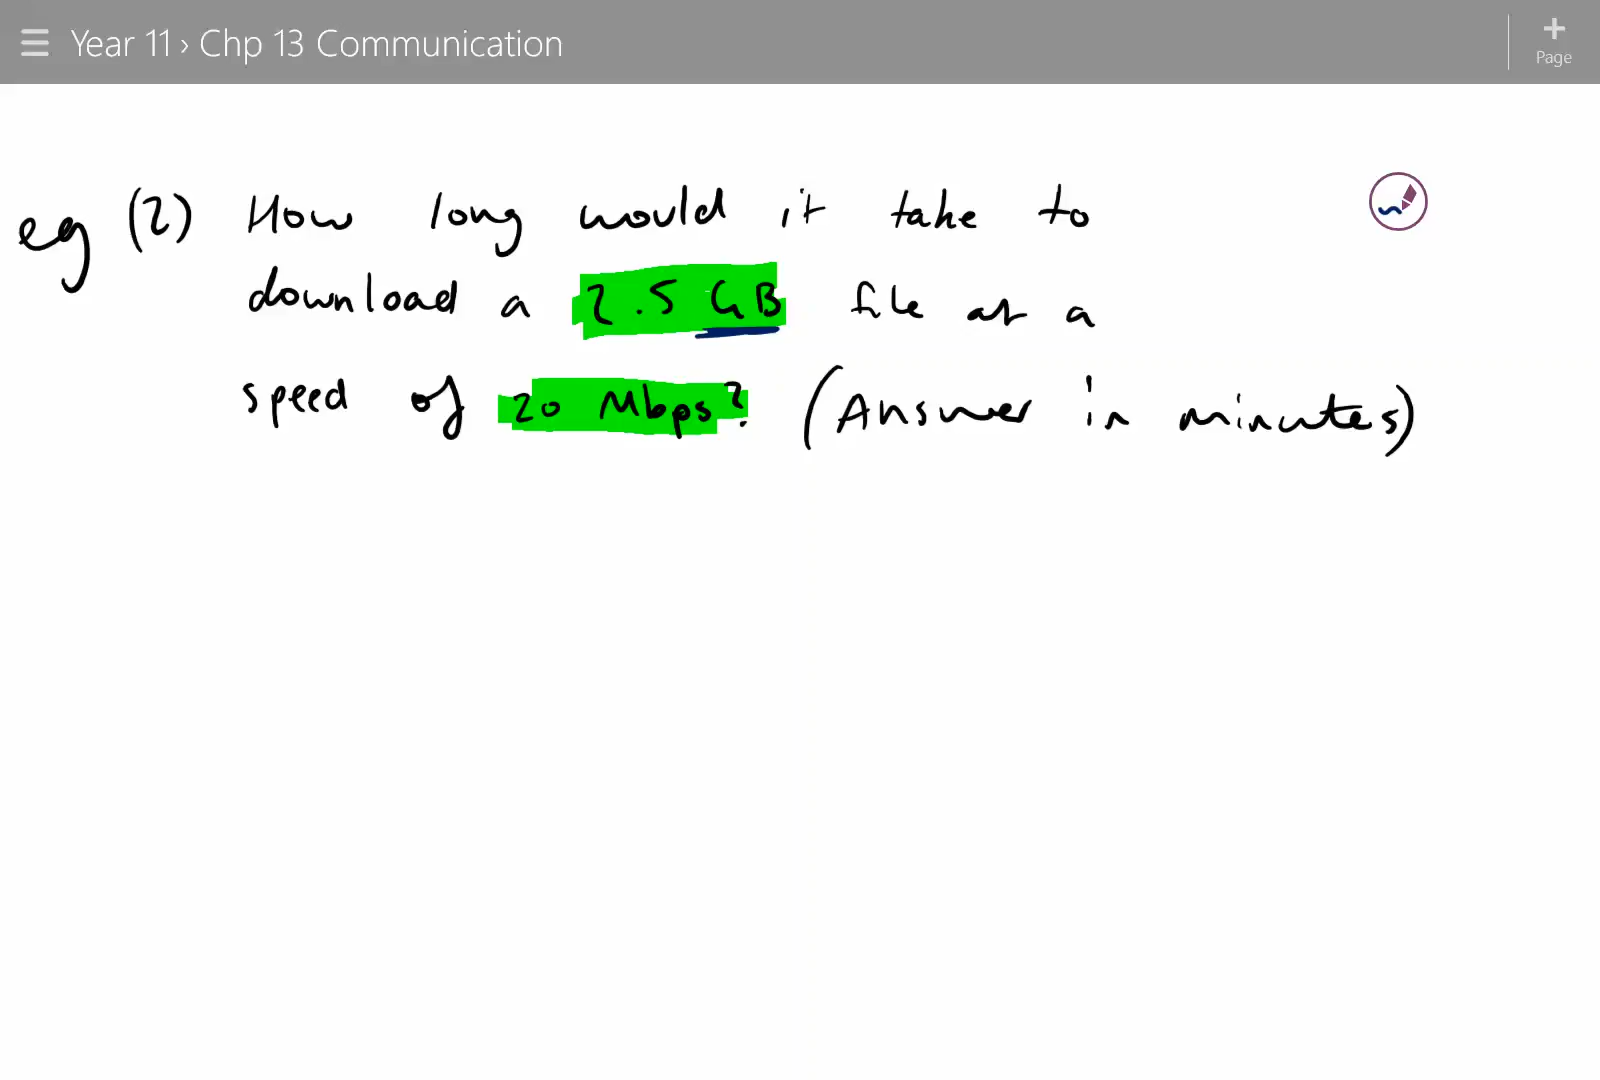 Year 11 › Chp 13 Communication
+
Page
eg (2) How long would it take to
download a 2.5 GB file at a
speed of 20 Mbps? (Answer in minutes)